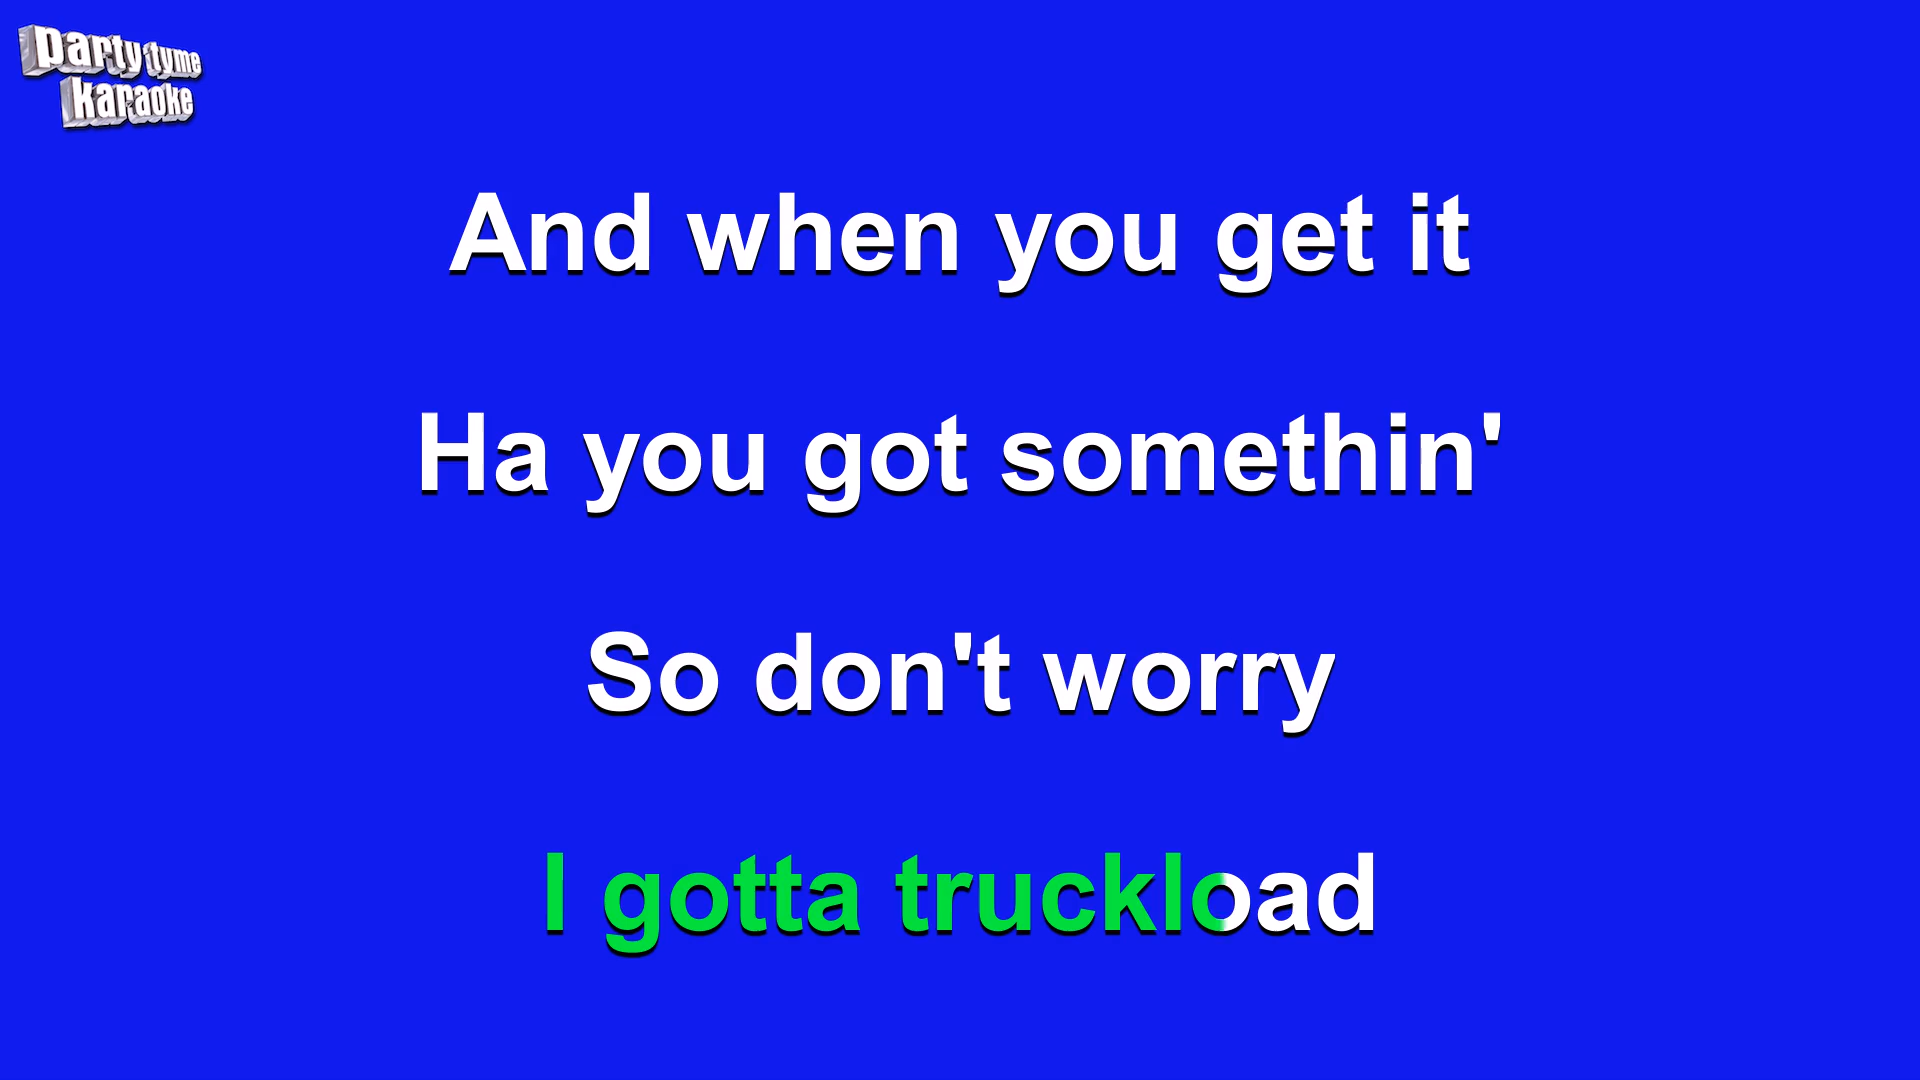 party tyme
karaoke
And when you get it
Ha you got somethin'
So don't worry
I gotta truckload